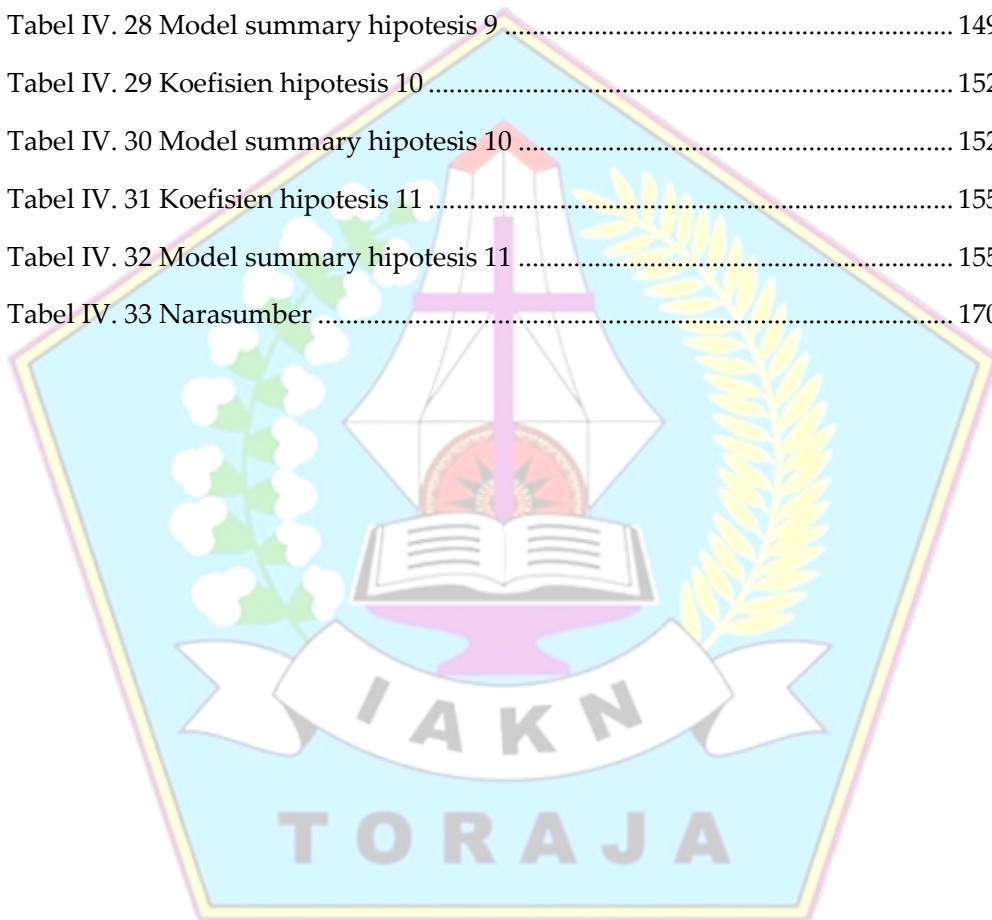 Tabel IV. 28 Model summary hipotesis 9 ........................................................................ 149
Tabel IV. 29 Koefisien hipotesis 10 .................................................................................... 152
Tabel IV. 30 Model summary hipotesis 10 ...................................................................... 152
Tabel IV. 31 Koefisien hipotesis 11 .................................................................................... 155
Tabel IV. 32 Model summary hipotesis 11 ...................................................................... 155
Tabel IV. 33 Narasumber ..................................................................................................... 170
IAKN
TORAJA